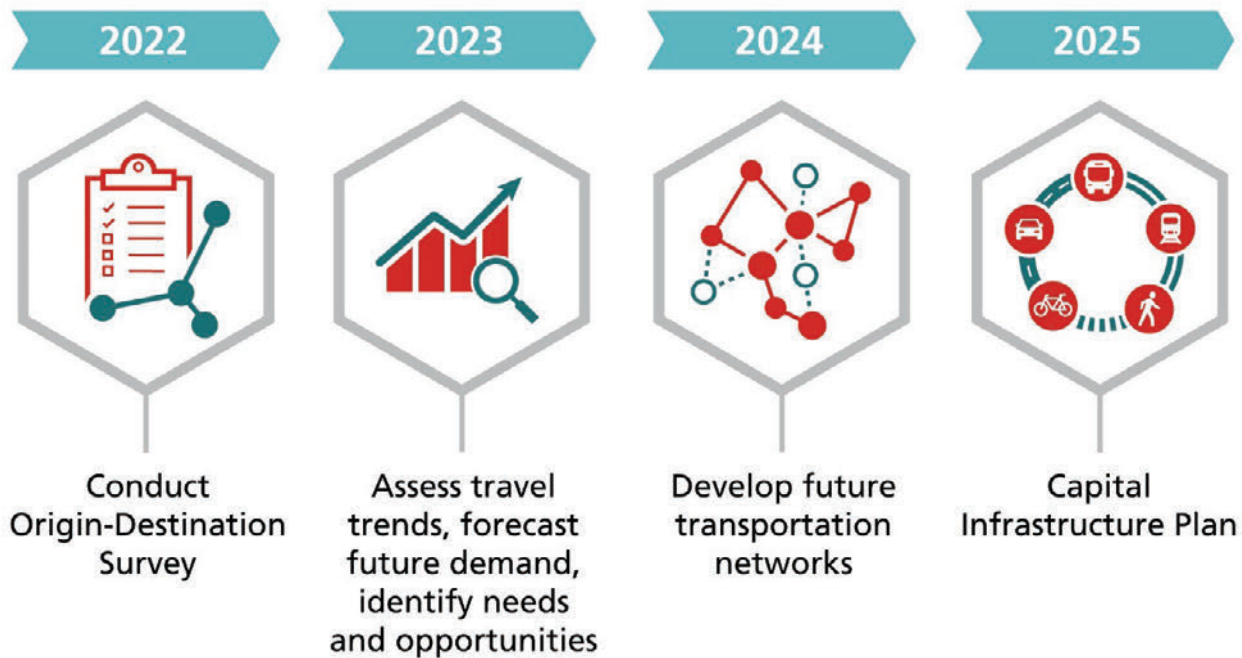 2022
2023
2024
2025
Conduct
Origin-Destination
Survey
Assess travel
trends, forecast
future demand,
identify needs
and opportunities
Develop future
transportation
networks
Capital
Infrastructure Plan